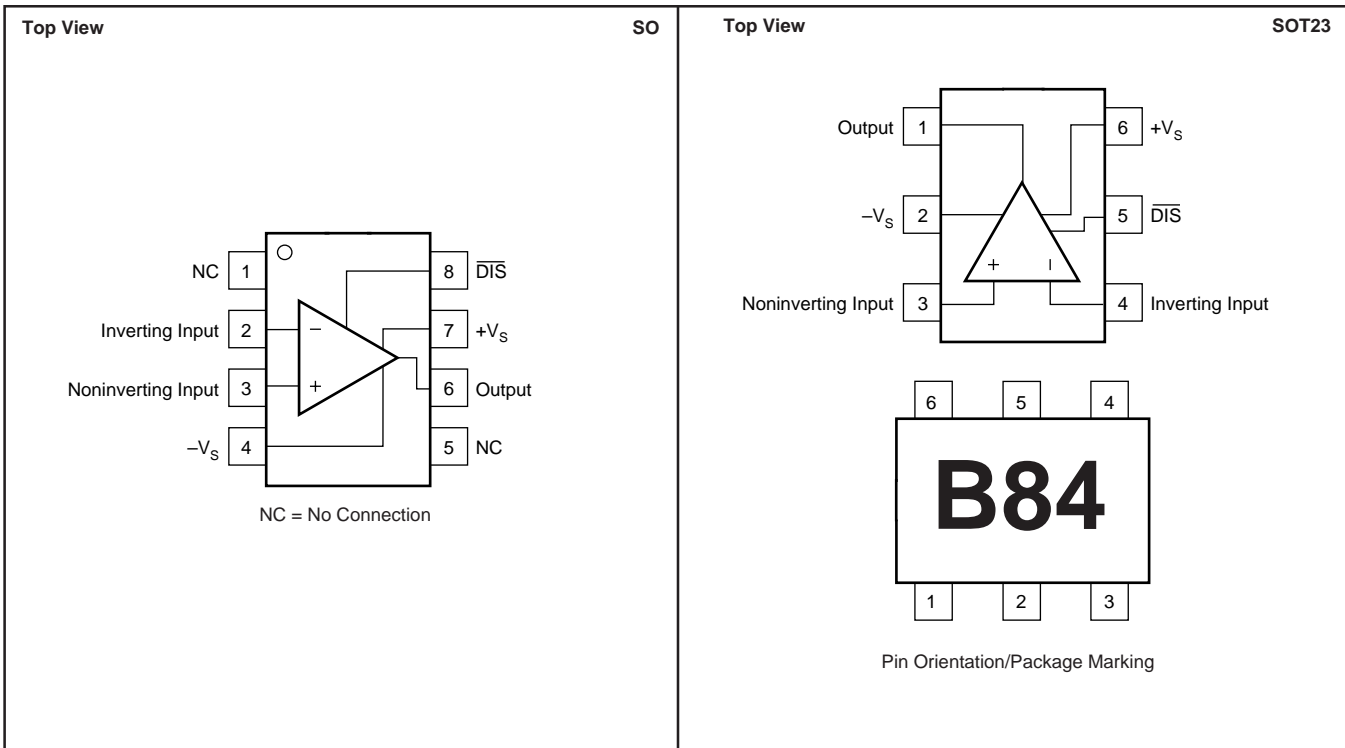 Top View SO
NC 1 8 D̅I̅S̅
Inverting Input 2 − 7 +VS
Noninverting Input 3 + 6 Output
–VS 4 5 NC
NC = No Connection
Top View SOT23
Output 1 6 +VS
–VS 2 5 D̅I̅S̅
+ −
Noninverting Input 3 4 Inverting Input
6 5 4
B84
1 2 3
Pin Orientation/Package Marking